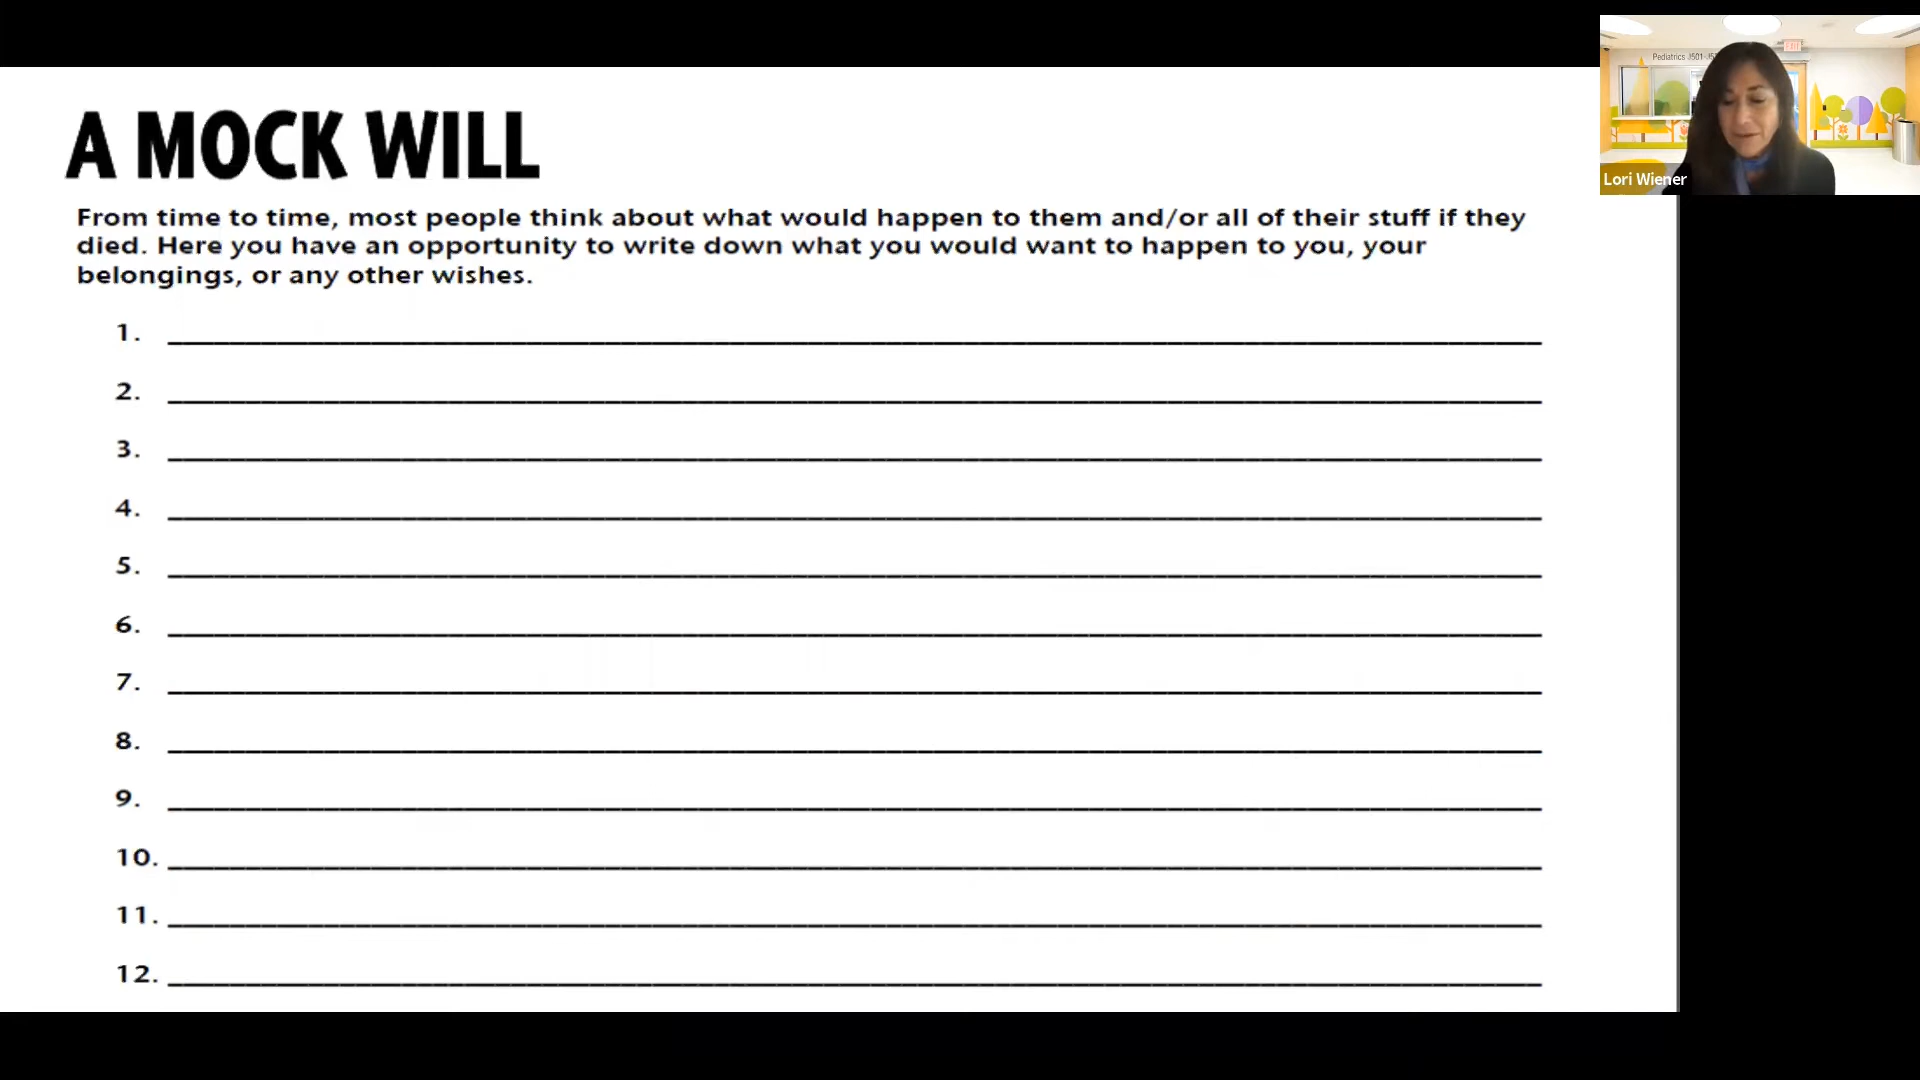 A MOCK WILL
From time to time, most people think about what would happen to them and/or all of their stuff if they
died. Here you have an opportunity to write down what you would want to happen to you, your
belongings, or any other wishes.
1.
2.
3.
4.
5.
6.
7.
8.
9.
10.
11.
12.
Pediatrics
EXIT
Lori Wiener